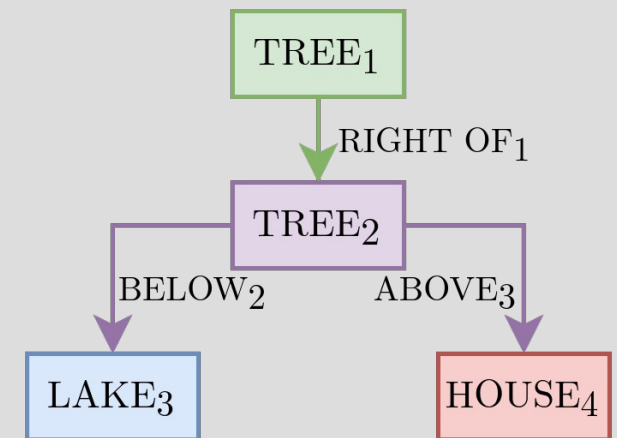 TREE₁
RIGHT OF₁
TREE₂
BELOW₂
ABOVE₃
LAKE₃
HOUSE₄